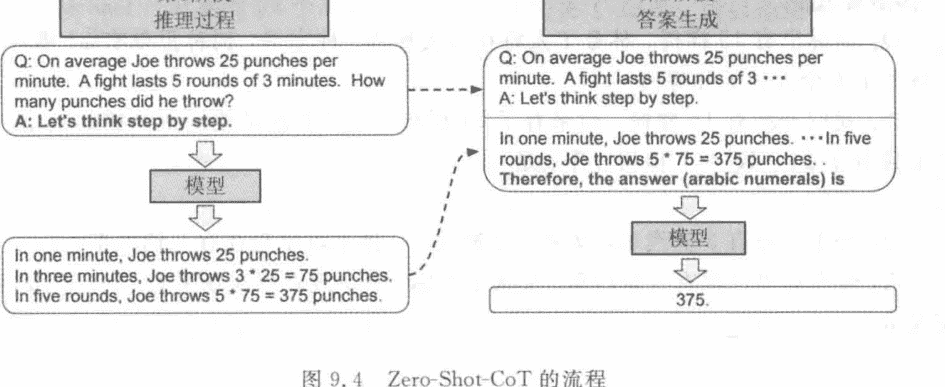 推理过程
Q: On average Joe throws 25 punches per
minute. A fight lasts 5 rounds of 3 minutes. How
many punches did he throw?
A: Let's think step by step.
模型
In one minute, Joe throws 25 punches.
In three minutes, Joe throws 3 * 25 = 75 punches.
In five rounds, Joe throws 5 * 75 = 375 punches.
答案生成
Q: On average Joe throws 25 punches per
minute. A fight lasts 5 rounds of 3 ···
A: Let's think step by step.
In one minute, Joe throws 25 punches. ···In five
rounds, Joe throws 5 * 75 = 375 punches. .
Therefore, the answer (arabic numerals) is
模型
375.
图 9.4 Zero-Shot-CoT 的流程